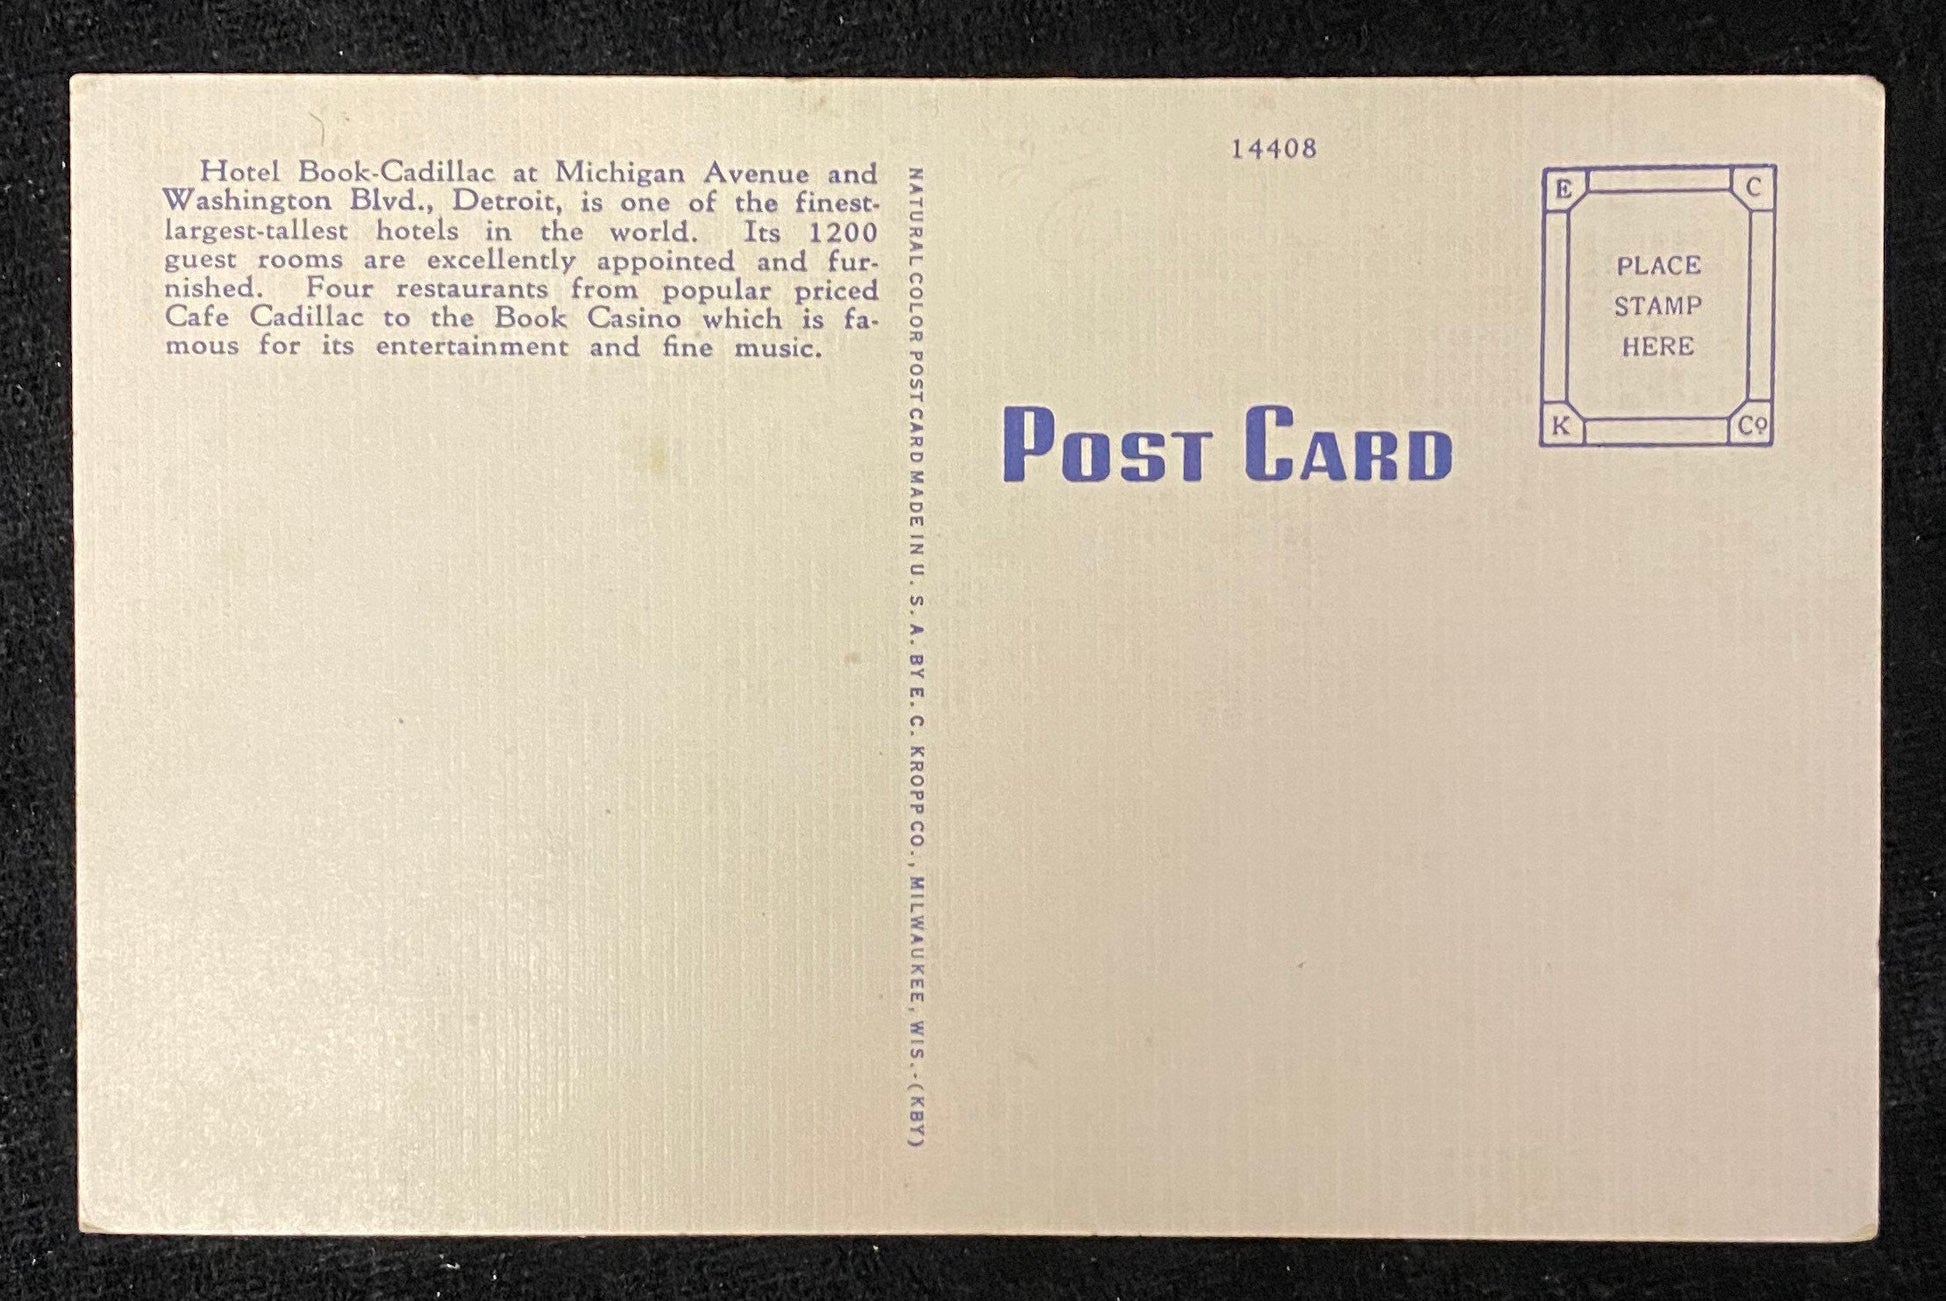 Hotel Book-Cadillac at Michigan Avenue and
Washington Blvd., Detroit, is one of the finest-
largest-tallest hotels in the world. Its 1200
guest rooms are excellently appointed and fur-
nished. Four restaurants from popular priced
Cafe Cadillac to the Book Casino which is fa-
mous for its entertainment and fine music.
NATURAL COLOR POST CARD MADE IN U. S. A. BY E. C. KROPP CO., MILWAUKEE, WIS.-(KBY)
14408
POST CARD
E C
PLACE
STAMP
HERE
K Co